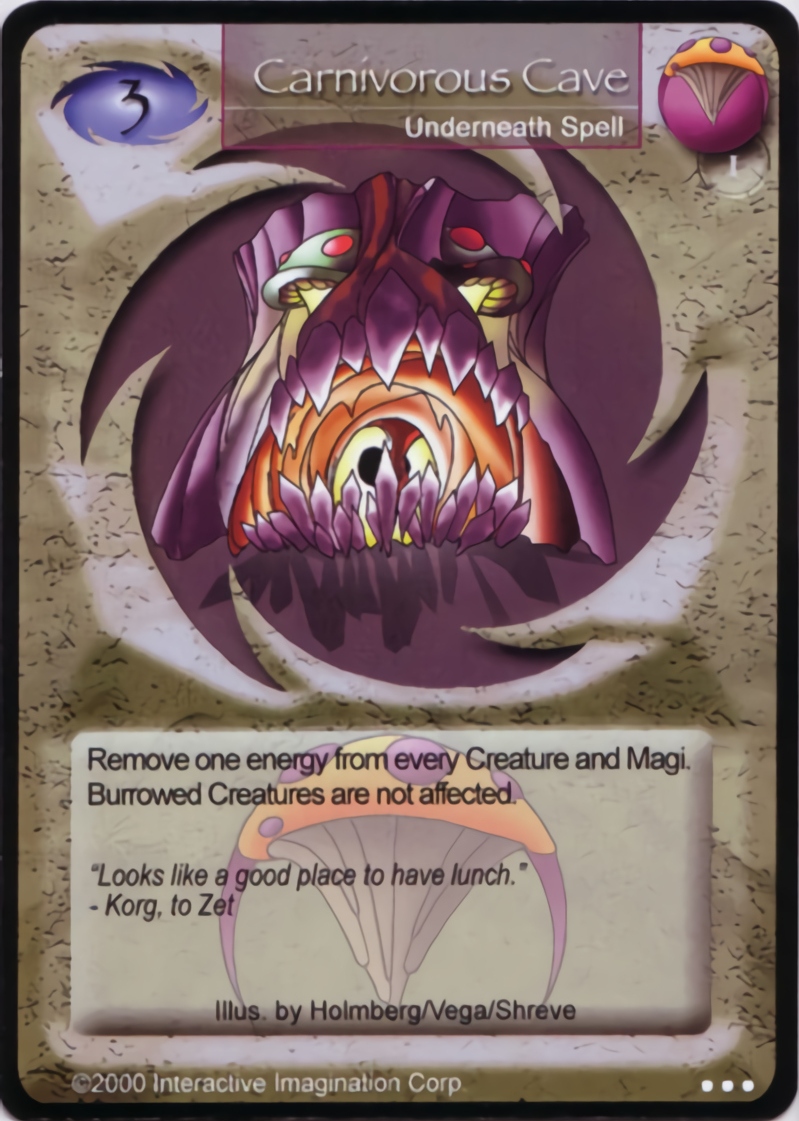 3
Carnivorous Cave
Underneath Spell
I
Remove one energy from every Creature and Magi.
Burrowed Creatures are not affected.
"Looks like a good place to have lunch."
- Korg, to Zet
Illus. by Holmberg/Vega/Shreve
©2000 Interactive Imagination Corp